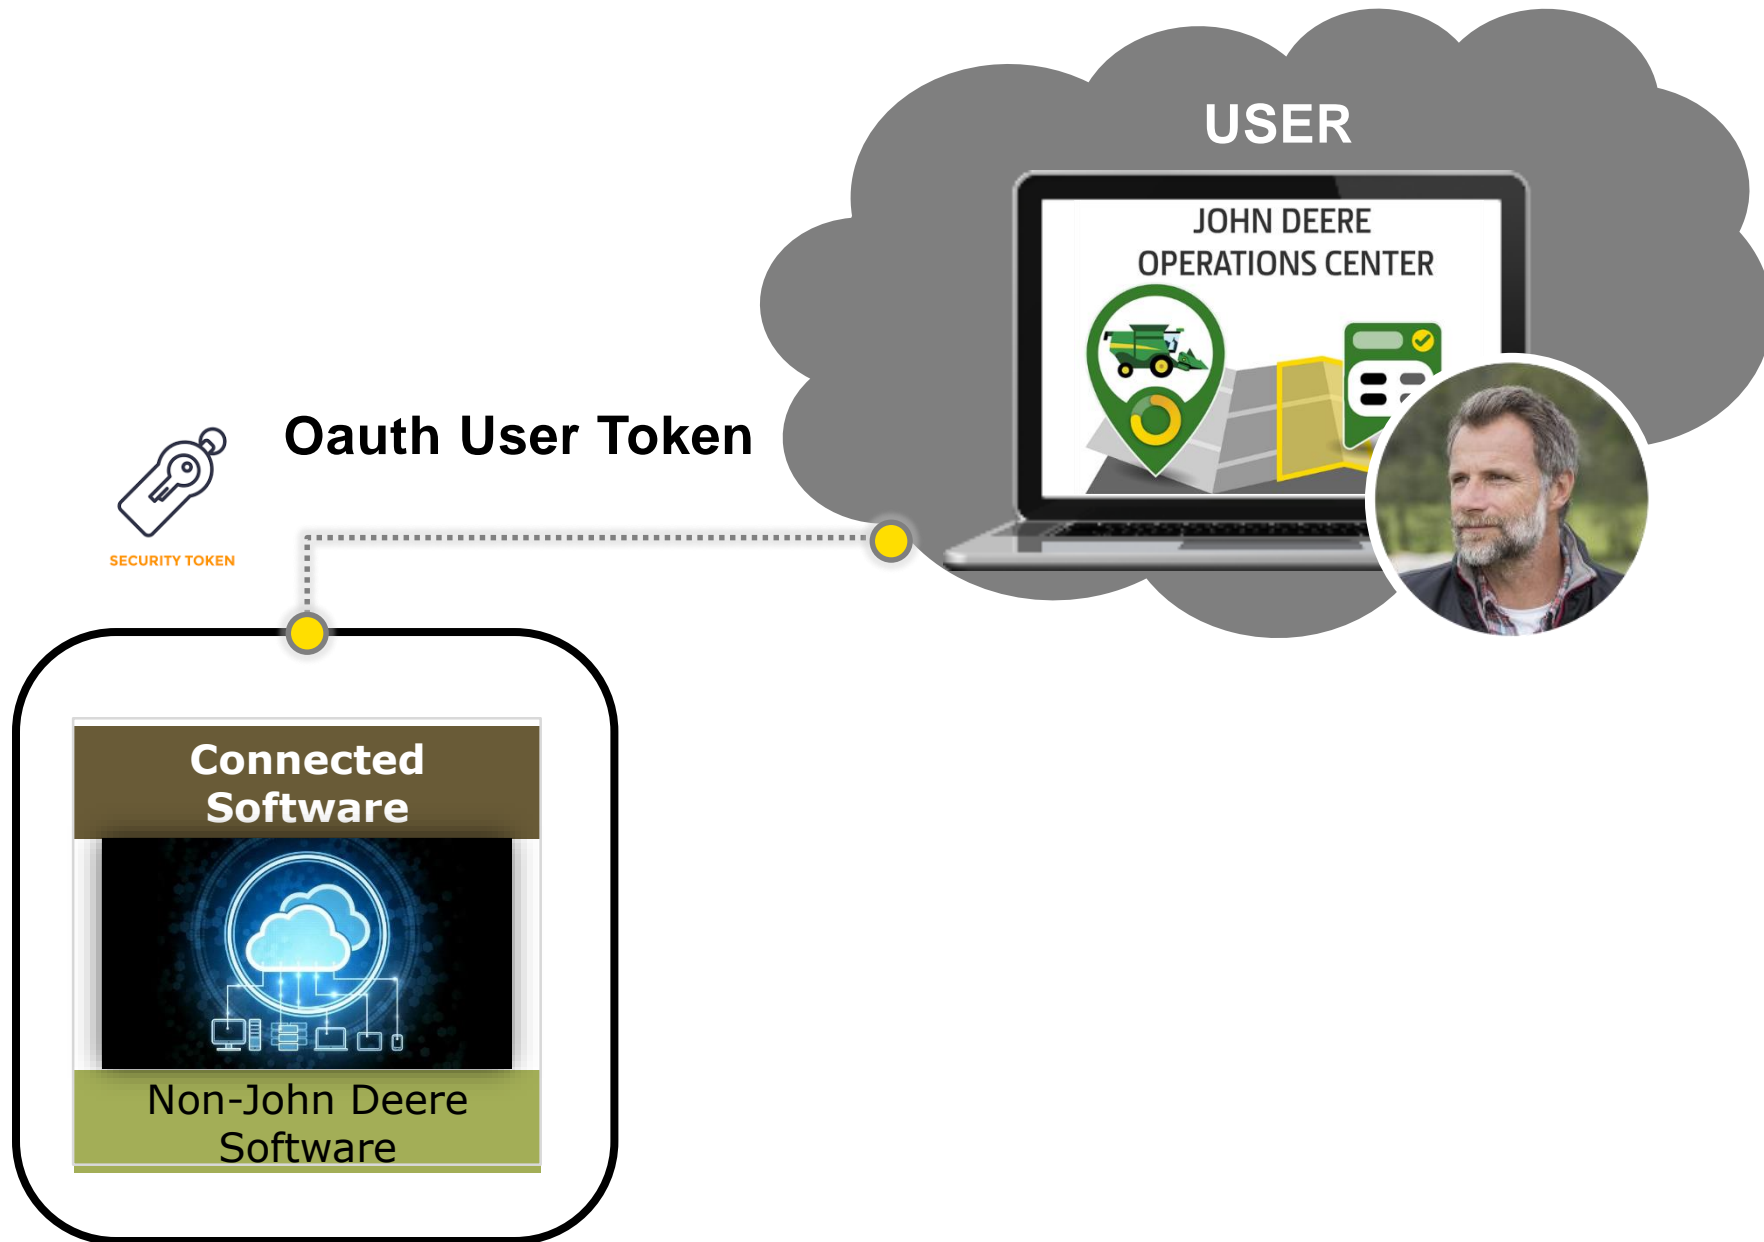 USER
JOHN DEERE
OPERATIONS CENTER
Oauth User Token
SECURITY TOKEN
Connected
Software
Non-John Deere
Software